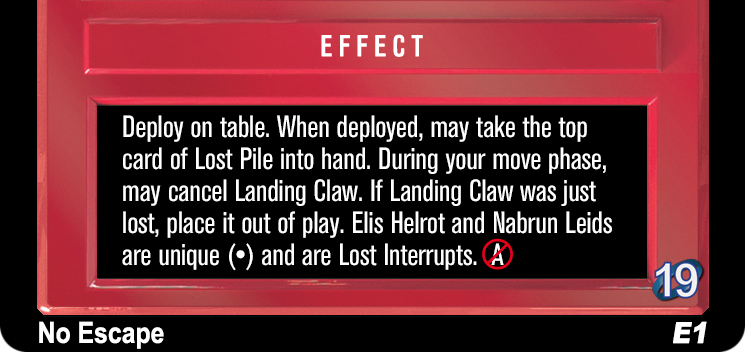 EFFECT
Deploy on table. When deployed, may take the top
card of Lost Pile into hand. During your move phase,
may cancel Landing Claw. If Landing Claw was just
lost, place it out of play. Elis Helrot and Nabrun Leids
are unique (•) and are Lost Interrupts. A
19
No Escape E1